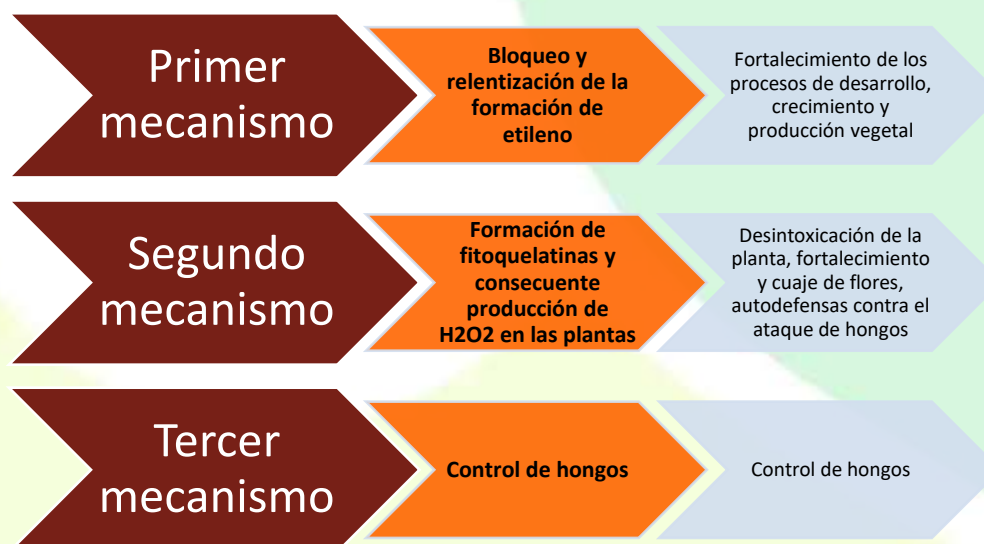 Primer
mecanismo
Bloqueo y
relentización de la
formación de
etileno
Fortalecimiento de los
procesos de desarrollo,
crecimiento y
producción vegetal
Segundo
mecanismo
Formación de
fitoquelatinas y
consecuente
producción de
H2O2 en las plantas
Desintoxicación de la
planta, fortalecimiento
y cuaje de flores,
autodefensas contra el
ataque de hongos
Tercer
mecanismo
Control de hongos
Control de hongos